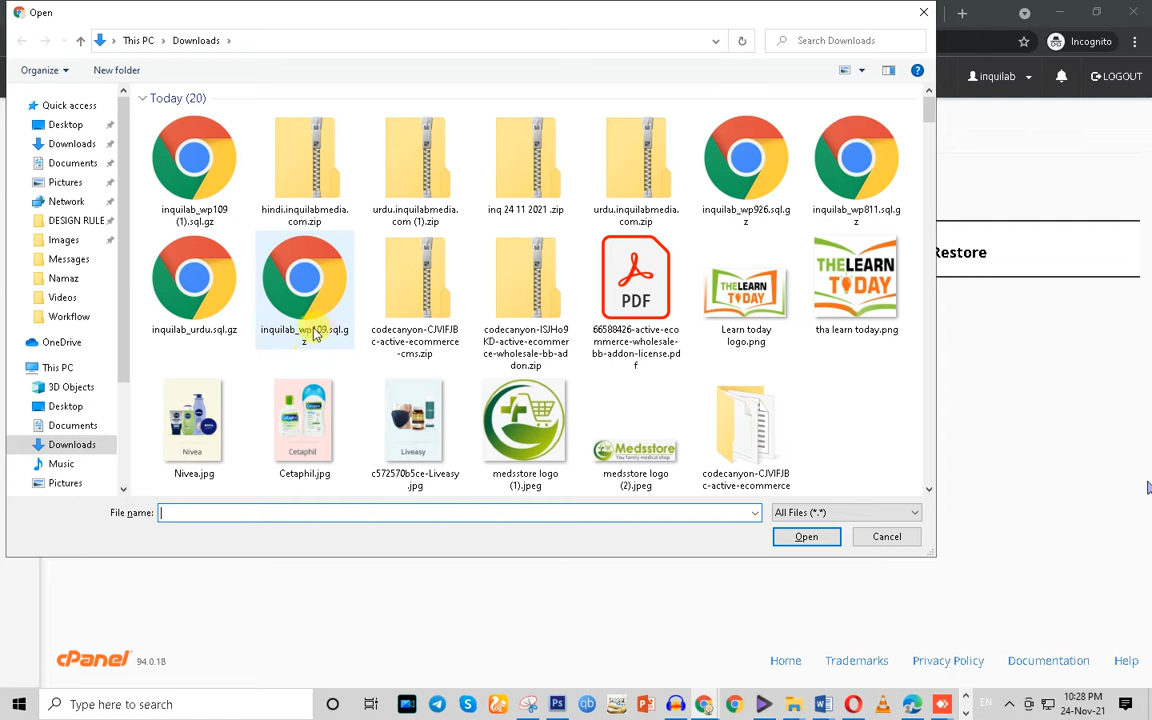 Open
This PC
Downloads
Search Downloads
Incognito
Organize
New folder
inquilab
LOGOUT
Quick access
Desktop
Downloads
Documents
Pictures
Network
DESIGN RULE
Images
Messages
Namaz
Videos
Workflow
OneDrive
This PC
3D Objects
Desktop
Documents
Downloads
Music
Pictures
Today (20)
inquilab_wp109
(1).sql.gz
hindi.inquilabmedia.
com.zip
urdu.inquilabmedia.
com (1).zip
inq 24 11 2021 .zip
urdu.inquilabmedia.
com.zip
inquilab_wp926.sql.g
z
inquilab_wp811.sql.g
z
inquilab_urdu.sql.gz
inquilab_wp109.sql.g
z
codecanyon-CJVIFJB
c-active-ecommerce
-cms.zip
codecanyon-ISJHo9
KD-active-ecommer
ce-wholesale-bb-ad
don.zip
PDF
66588426-active-eco
mmerce-wholesale-
bb-addon-license.pd
f
THELEARN
TODAY
Learn today
logo.png
THELEARN
TODAY
tha learn today.png
Nivea
Nivea.jpg
Cetaphil
Cetaphil.jpg
Liveasy
c572570b5ce-Liveasy
.jpg
medsstore logo
(1).jpeg
Medsstore
medsstore logo
(2).jpeg
codecanyon-CJVIFJB
c-active-ecommerce
Restore
File name:
All Files (*.*)
Open
Cancel
cPanel 94.0.18
Home
Trademarks
Privacy Policy
Documentation
Help
Type here to search
EN
10:28 PM
24-Nov-21